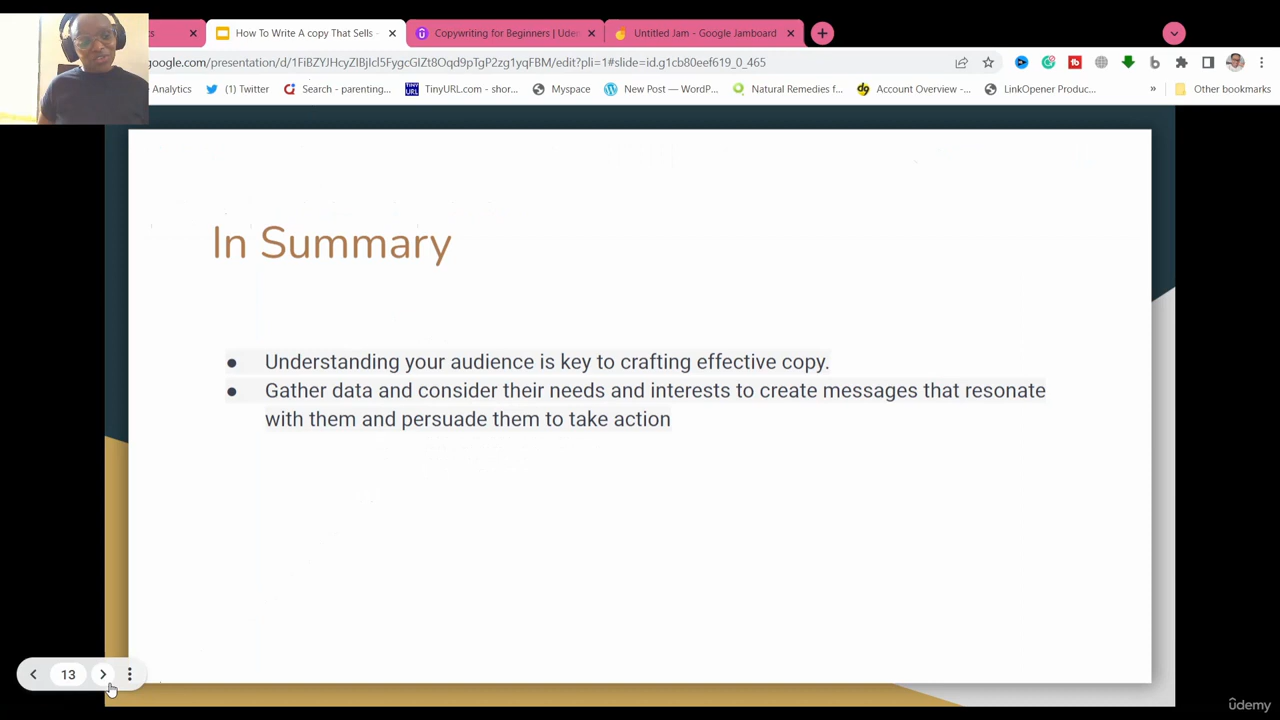 How To Write A copy That Sells -
Copywriting for Beginners | Uder
Untitled Jam - Google Jamboard
google.com/presentation/d/1FiBZYJHcyZIBjld5FygcGID8Oqd9pTgP2zg1yqFBM/edit?pli=1#slide=id.g1cb80eef619_0_465
Analytics
(1) Twitter
Search - parenting...
TinyURL.com - shor...
Myspace
New Post — WordP...
Natural Remedies f...
Account Overview -...
LinkOpener Produc...
»
Other bookmarks
In Summary
● Understanding your audience is key to crafting effective copy.
● Gather data and consider their needs and interests to create messages that resonate
with them and persuade them to take action
13
ûdemy